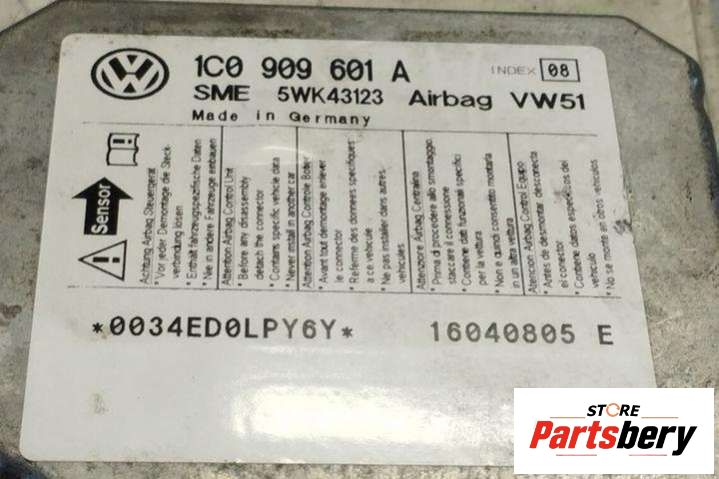 1C0 909 601 A
INDEX 08
SME 5WK43123 Airbag VW51
Made in Germany
Sensor
Achtung Airbag Steuergerät
* Vor jeder Demontage die Steck-
verbindung lösen
* Enthält fahrzeugspezifische Daten
* Nie in andere Fahrzeuge einbauen
Attention Airbag Control Unit
* Before any disassembly
detach the connector
* Contains specific vehicle data
* Never install in another car
Attention Airbag Controle Boitier
* Avant tout demontage enlever
le connector
* Referme des données specifiques
a ce vehicule
* Ne pas installer dans autres
vehicules
Attenzione Airbag Centralina
* Prima di procedere allo smontaggio,
staccare il connessione
* Contiene dati funzionali specifici
per la vettura
* Non è quindi consentito montarla
in un altra vettura
Attencion Airbag Control Equipo
* Antes de desmontar desconecta
el conector
* Contiene datos especificos del
vehiculo
* No se monte en otros vehiculos
*0034ED0LPY6Y*
16040805 E
STORE
Partsbery